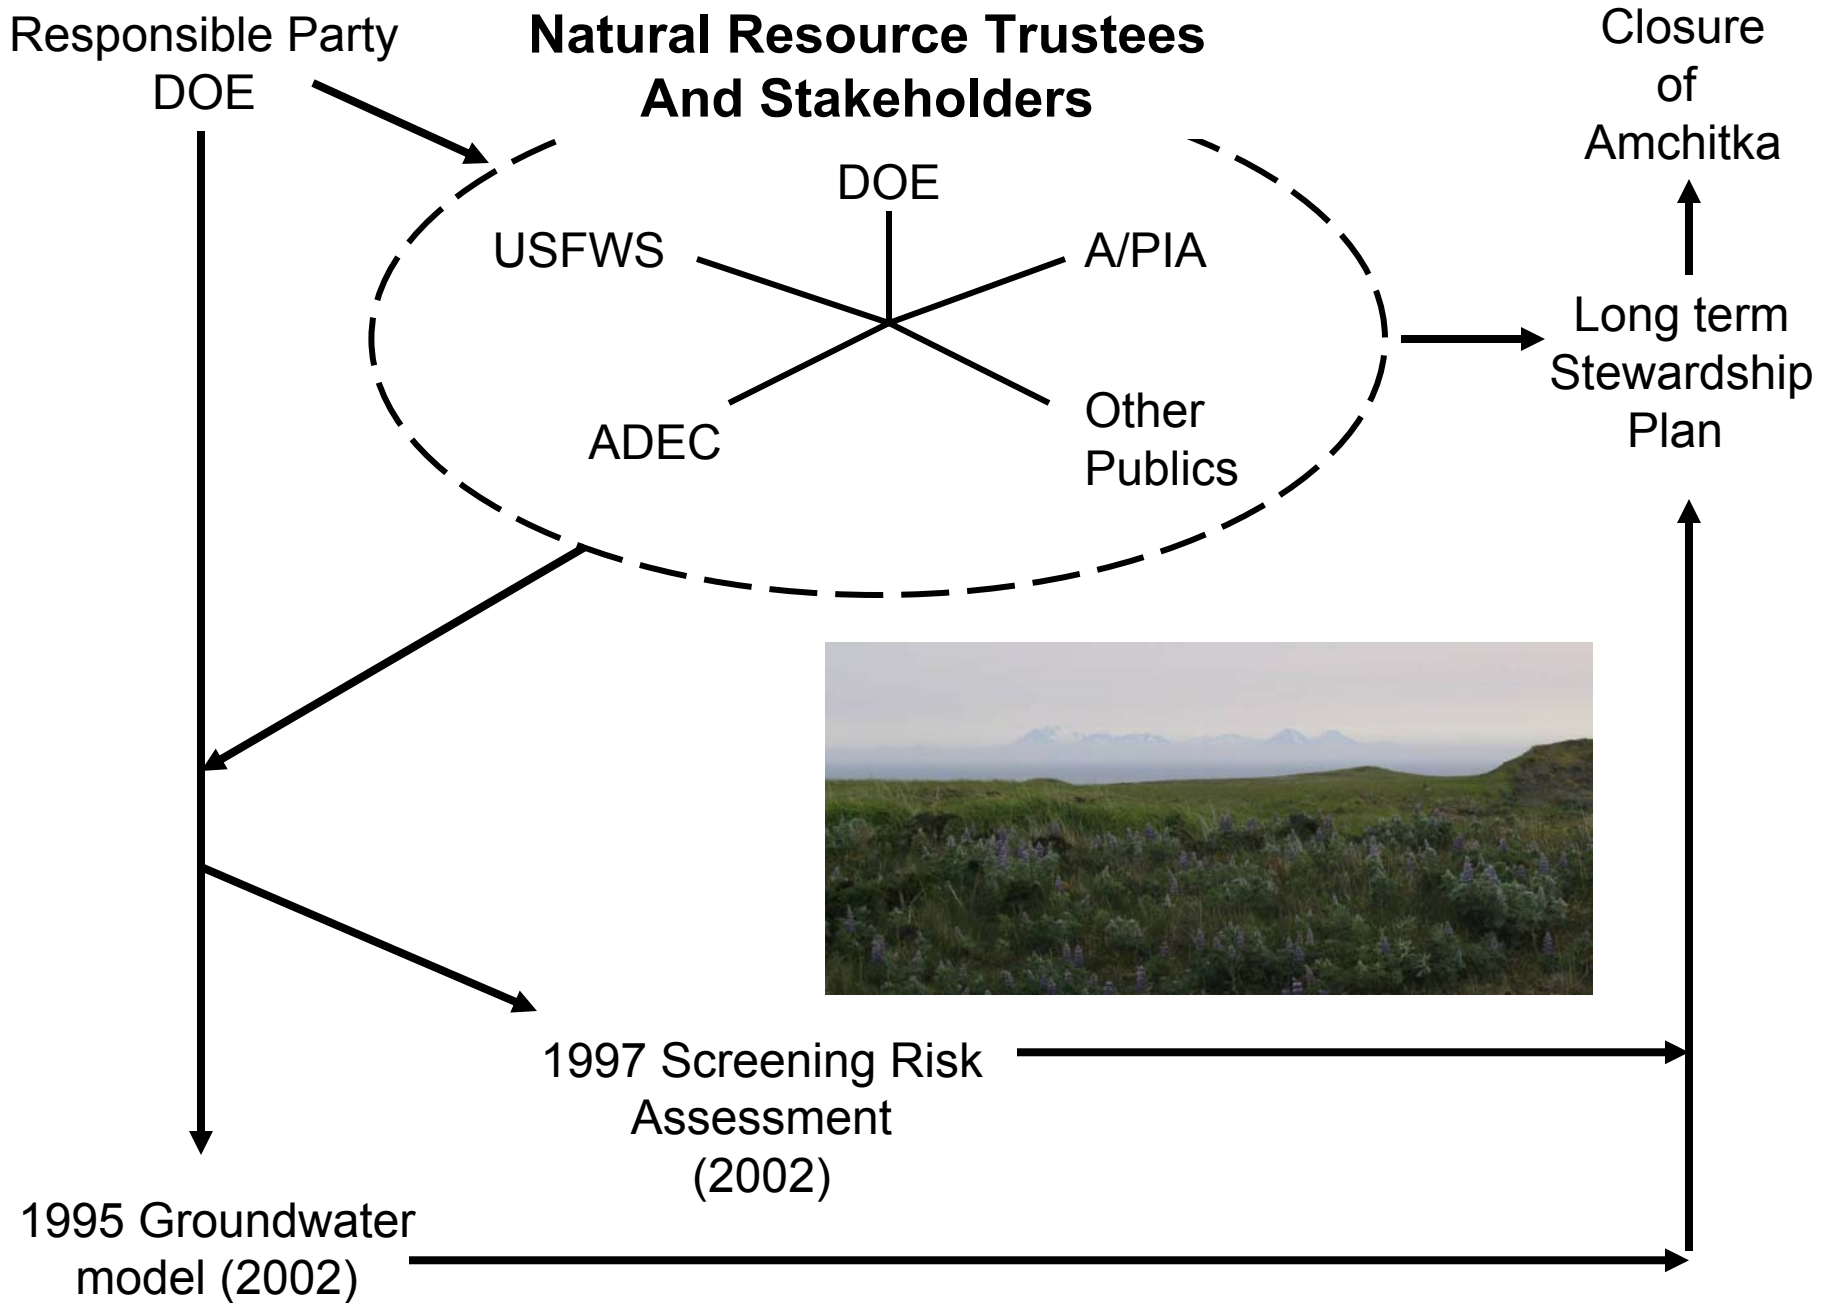 Responsible Party
DOE
Natural Resource Trustees
And Stakeholders
Closure
of
Amchitka
DOE
USFWS
A/PIA
ADEC
Other
Publics
Long term
Stewardship
Plan
1997 Screening Risk
Assessment
(2002)
1995 Groundwater
model (2002)